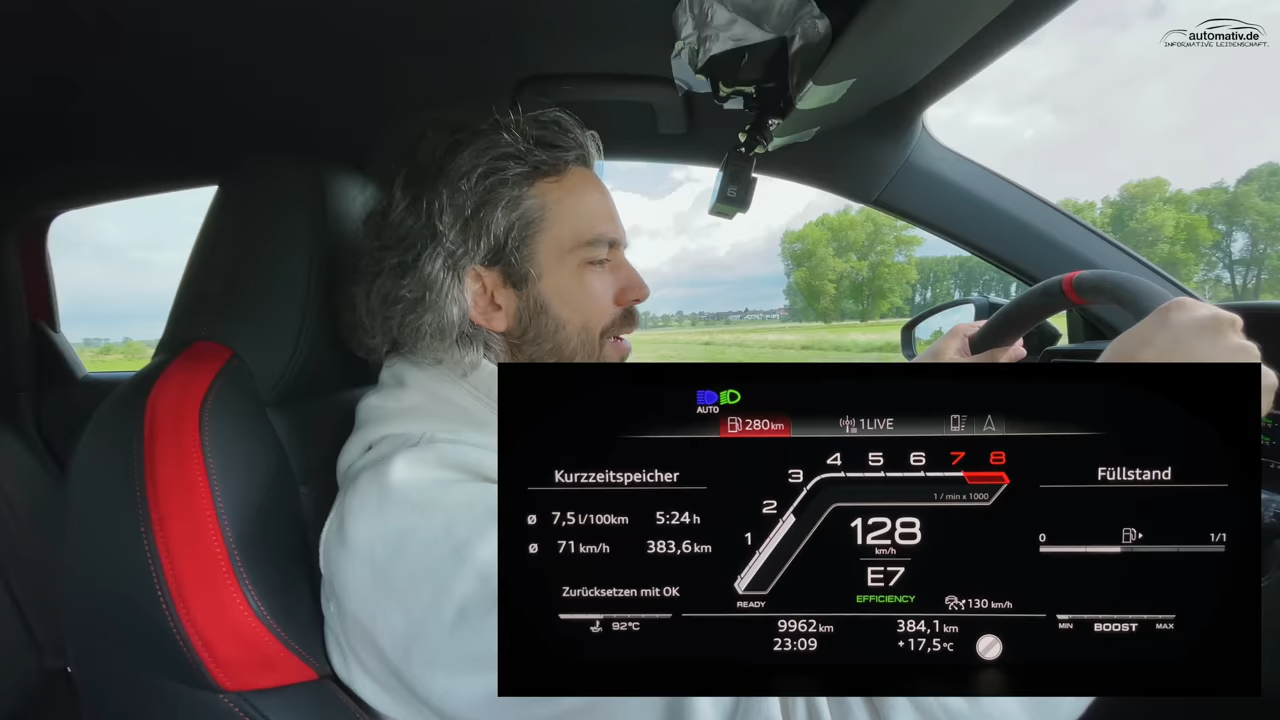 automativ.de
INFORMATIVE LEIDENSCHAFT.
AUTO
280 km
1LIVE
Kurzzeitspeicher
ø 7,5 l/100km 5:24 h
ø 71 km/h 383,6 km
Zurücksetzen mit OK
92°C
1 2 3 4 5 6 7 8
1 / min x 1000
128
km/h
E7
EFFICIENCY
READY
130 km/h
9962 km 384,1 km
23:09 +17,5 °C
Füllstand
0 1/1
MIN BOOST MAX